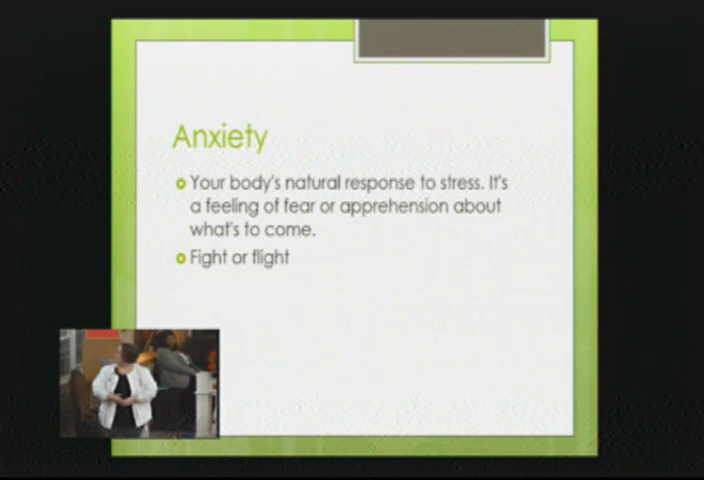 Anxiety
Your body's natural response to stress. It's
a feeling of fear or apprehension about
what's to come.
Fight or flight